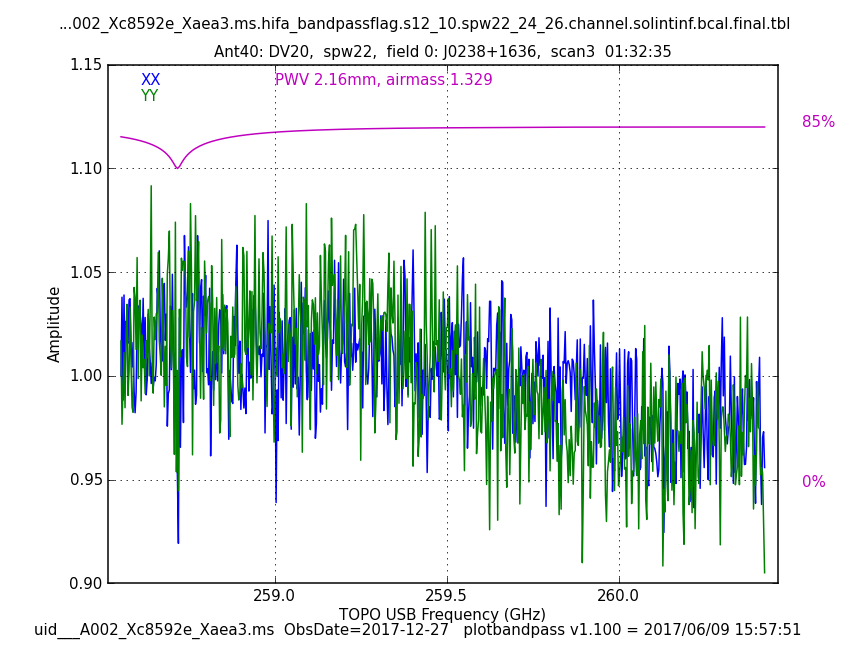 ...002_Xc8592e_Xaea3.ms.hifa_bandpassflag.s12_10.spw22_24_26.channel.solintinf.bcal.final.tbl
Ant40: DV20,  spw22,  field 0: J0238+1636,  scan3  01:32:35
1.15
XX
PWV 2.16mm, airmass 1.329
YY
85%
1.10
1.05
Amplitude
1.00
0.95
0%
0.90
259.0
259.5
260.0
TOPO USB Frequency (GHz)
uid___A002_Xc8592e_Xaea3.ms  ObsDate=2017-12-27   plotbandpass v1.100 = 2017/06/09 15:57:51